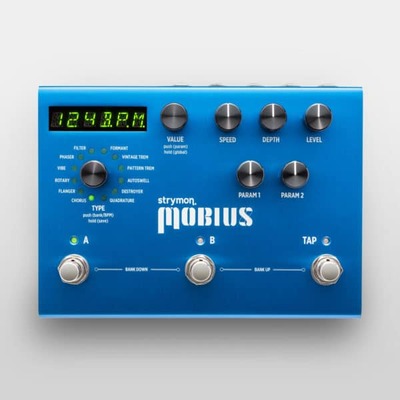 124 B.P.M.
VALUE
push (param)
hold (global)
SPEED
DEPTH
LEVEL
FILTER
FORMANT
PHASER
VINTAGE TREM
VIBE
PATTERN TREM
ROTARY
AUTOSWELL
FLANGER
DESTROYER
CHORUS
QUADRATURE
TYPE
push (bank/BPM)
hold (save)
PARAM 1
PARAM 2
strymon
MOBIUS
A
B
TAP
BANK DOWN
BANK UP